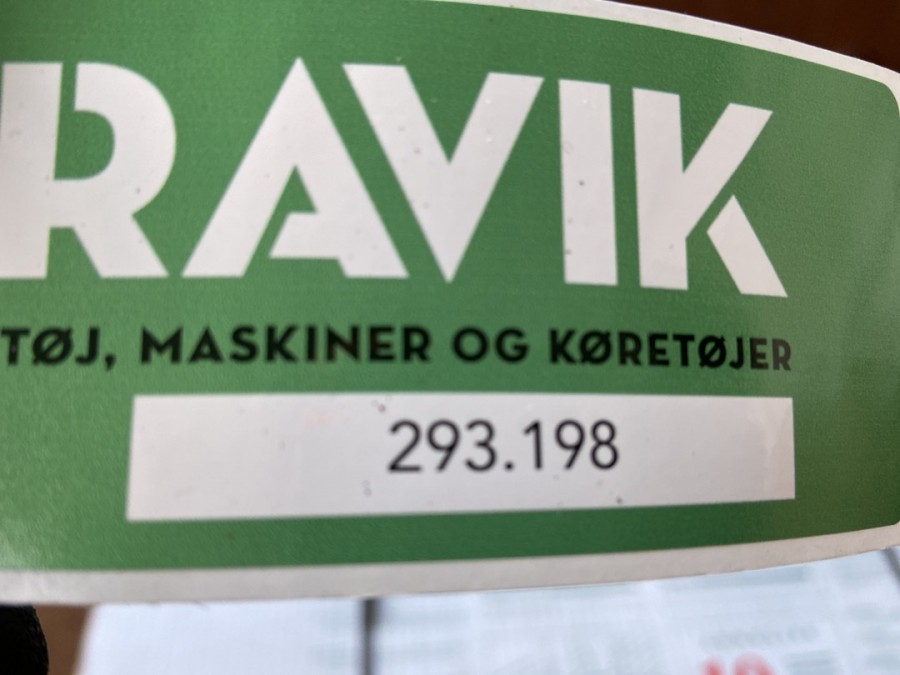 RAVIK
TØJ, MASKINER OG KØRETØJER
293.198